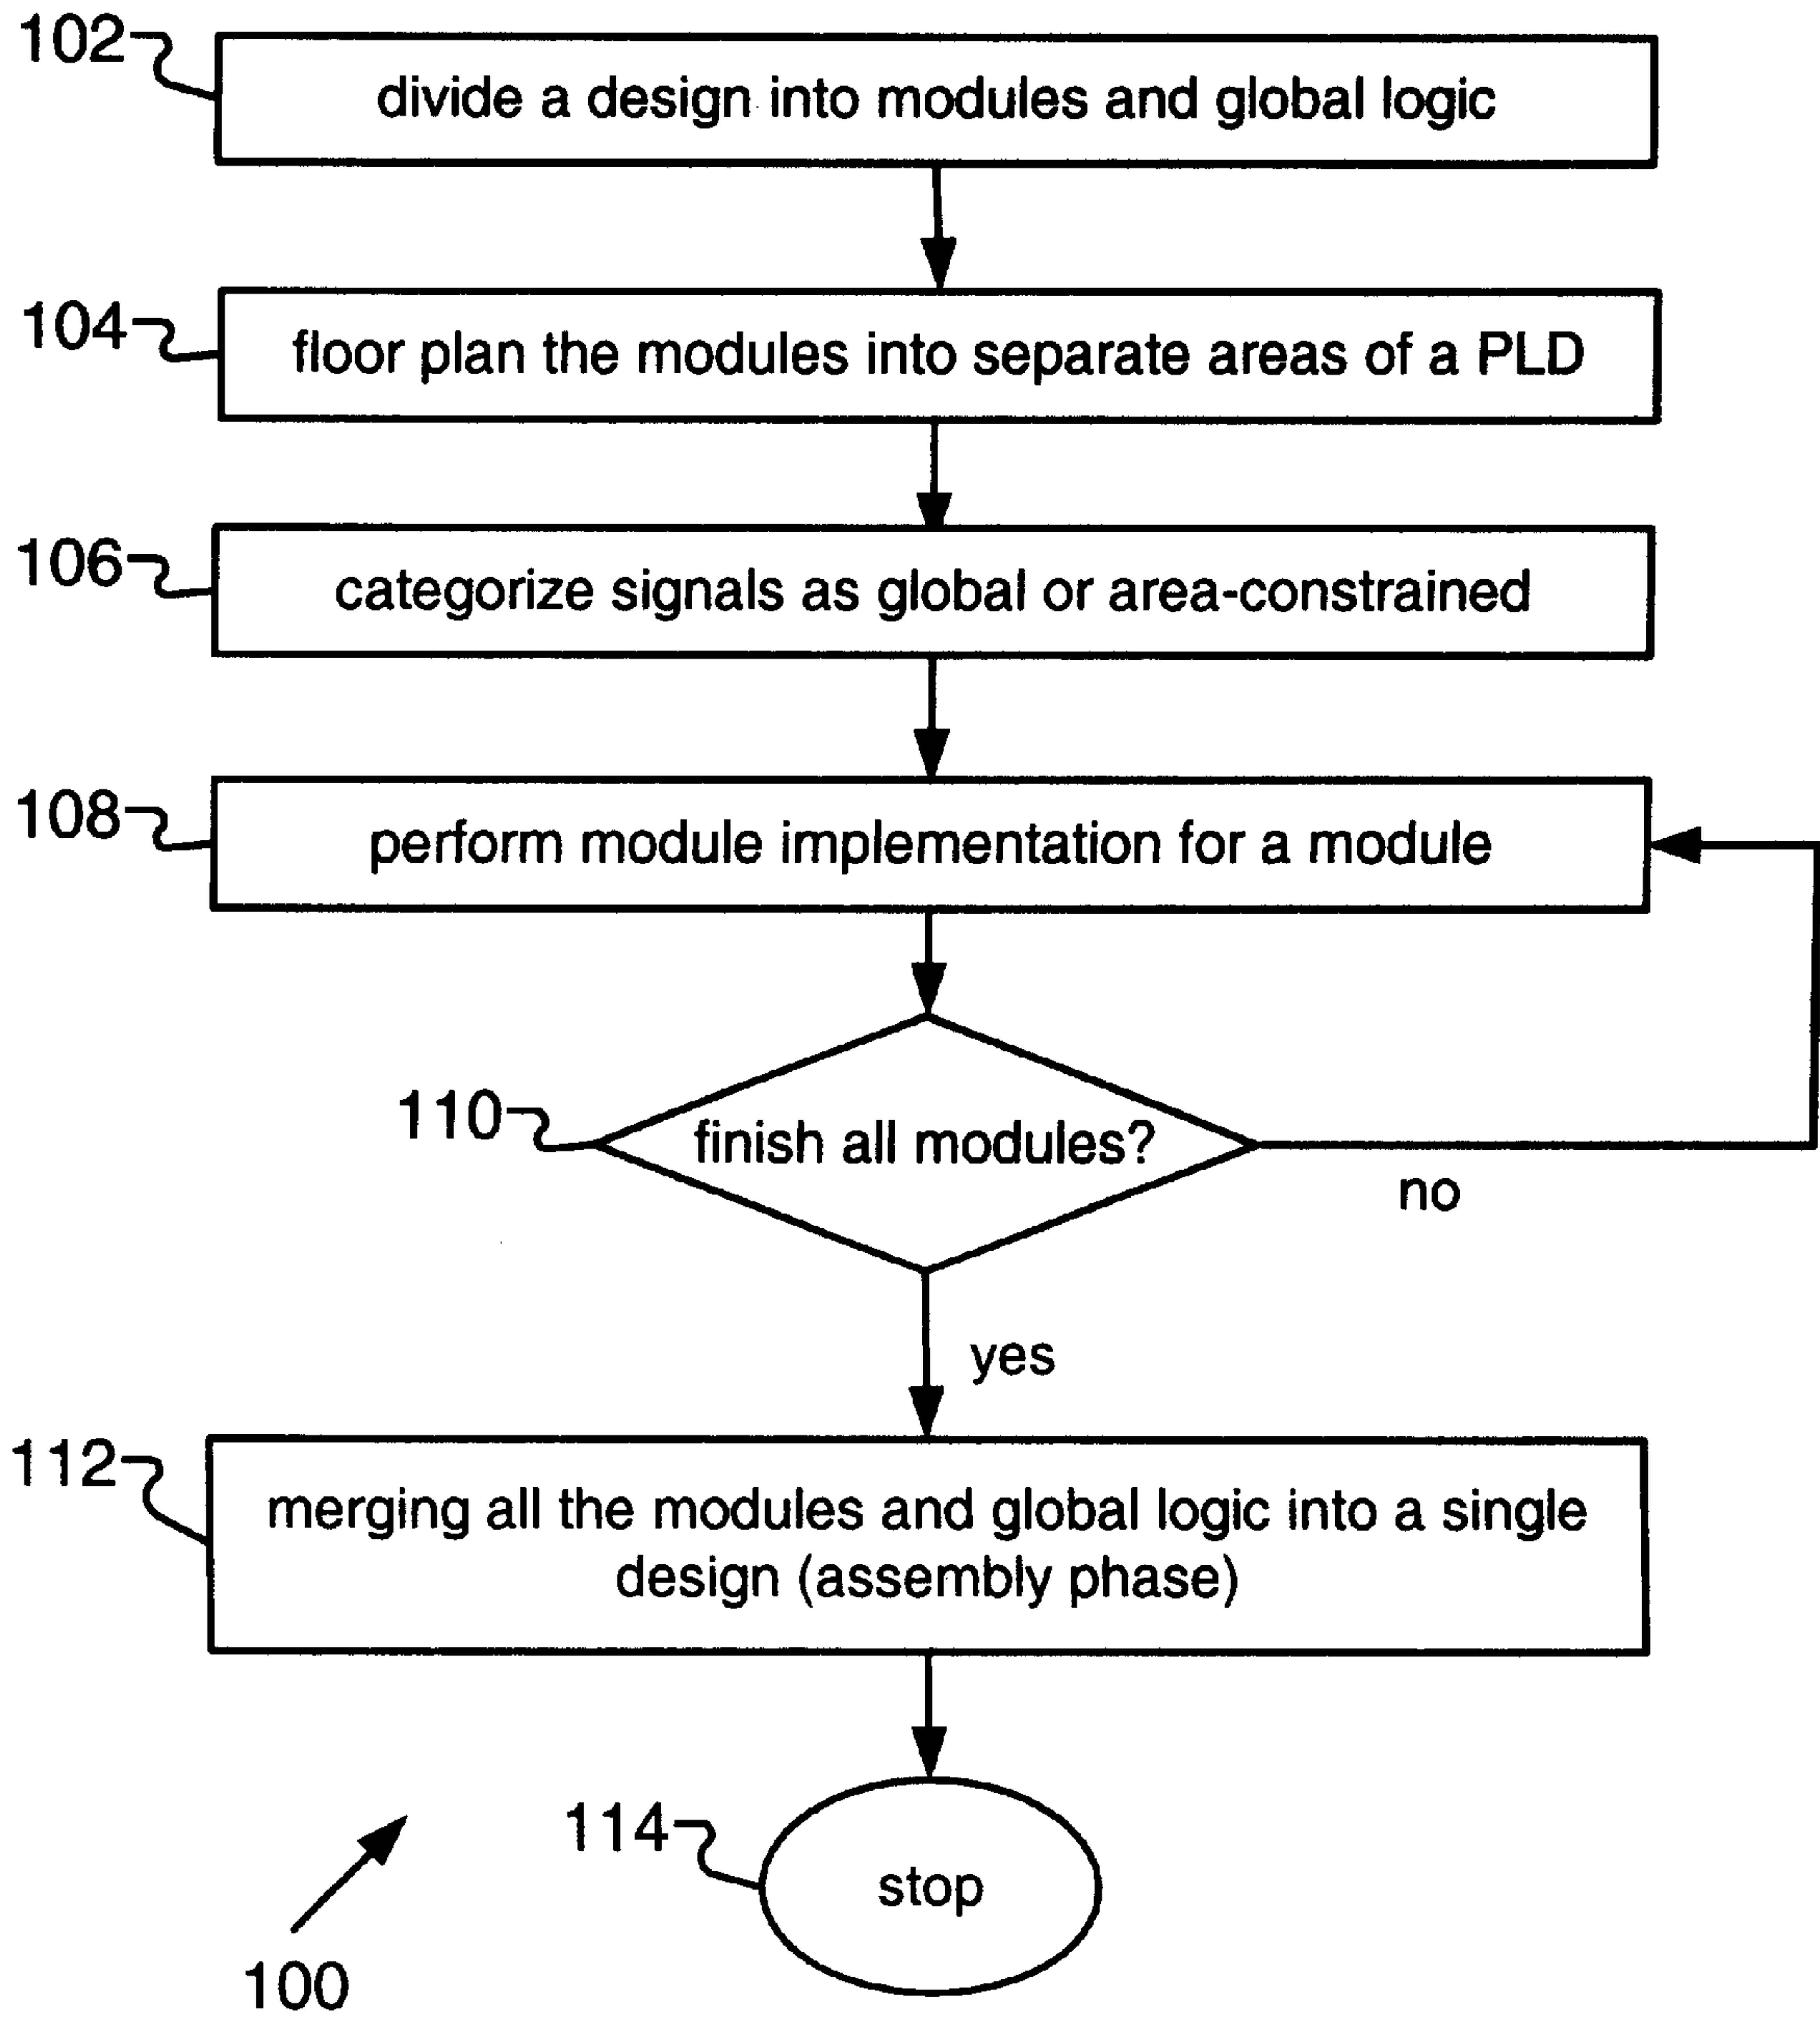 102
divide a design into modules and global logic
104
floor plan the modules into separate areas of a PLD
106
categorize signals as global or area-constrained
108
perform module implementation for a module
110
finish all modules?
no
yes
112
merging all the modules and global logic into a single
design (assembly phase)
114
stop
100